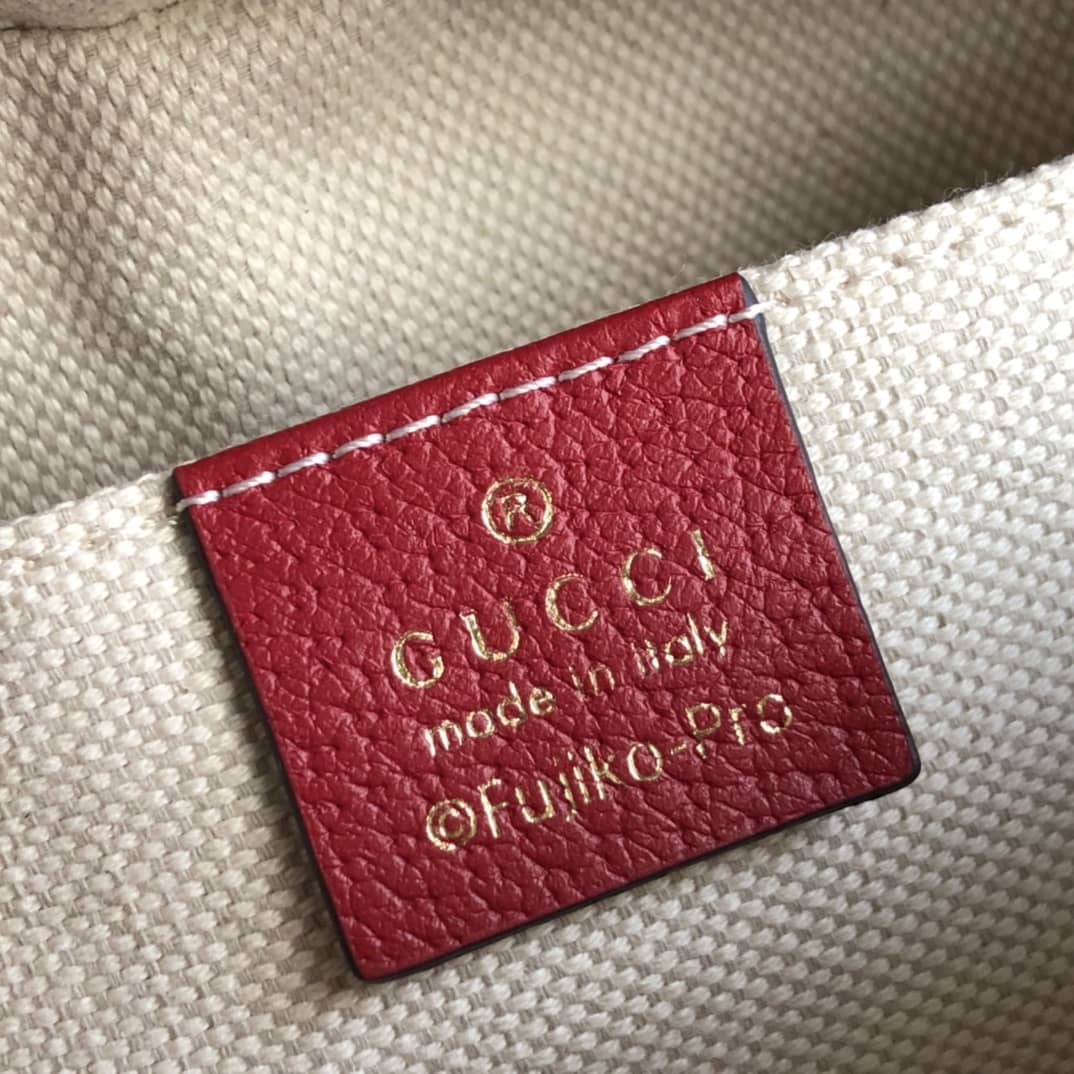 ®
GUCCI
made in italy
©Fujiko-Pro